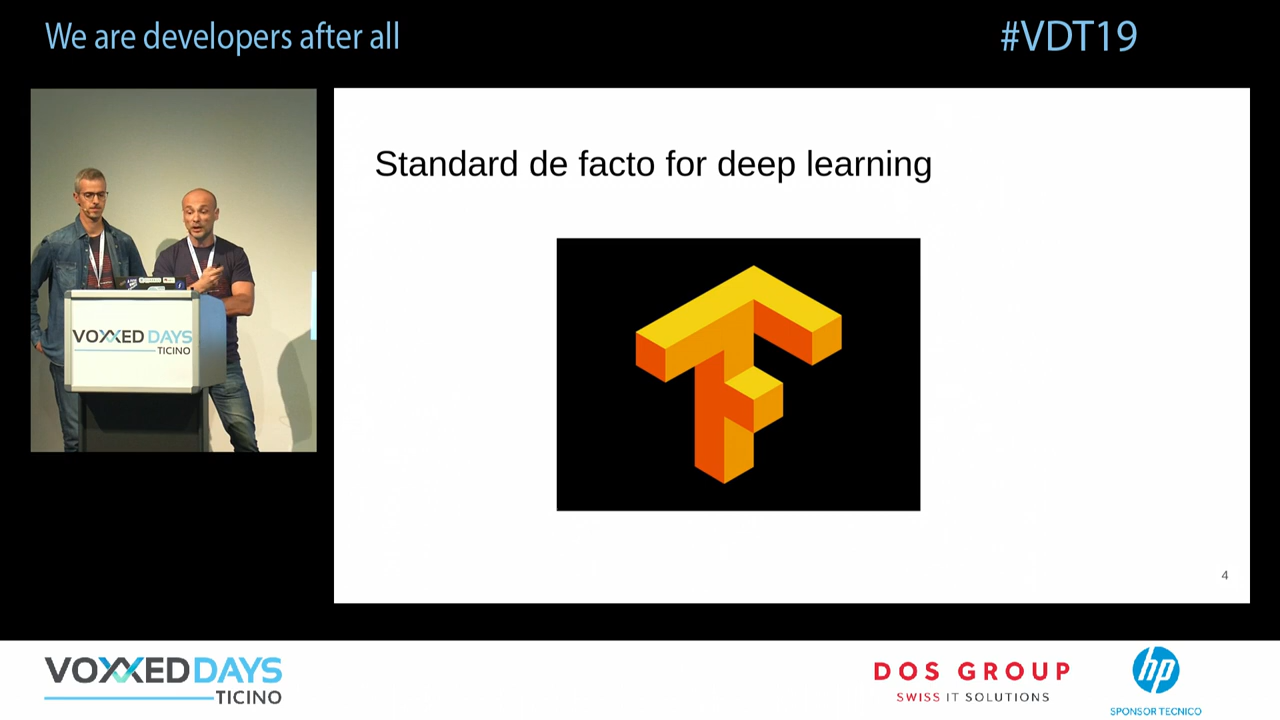 We are developers after all
#VDT19
Standard de facto for deep learning
VOXXED DAYS
TICINO
4
VOXXED DAYS
TICINO
DOS GROUP
SWISS IT SOLUTIONS
hp
SPONSOR TECNICO